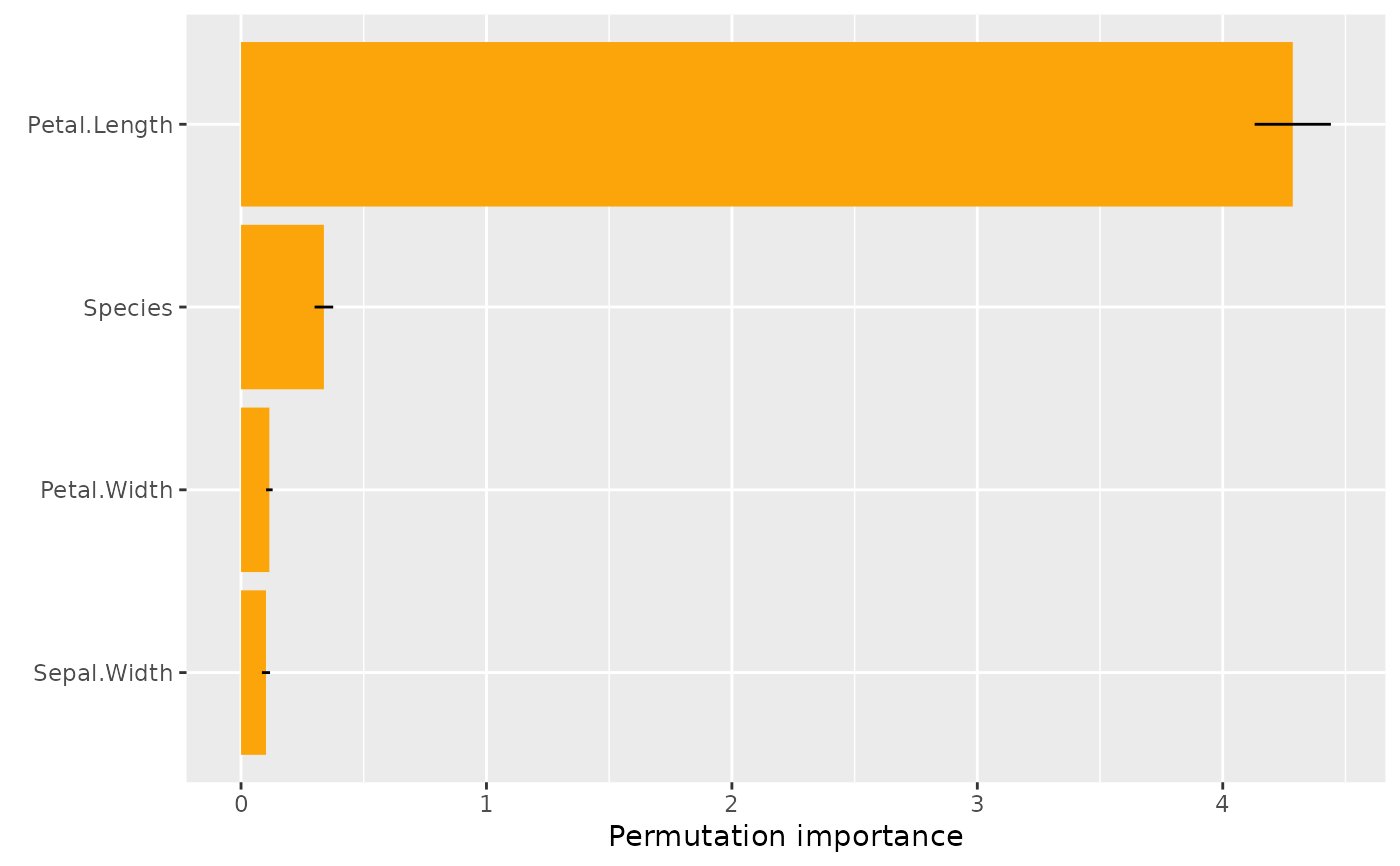 Petal.Length
Species
Petal.Width
Sepal.Width
0 1 2 3 4
Permutation importance